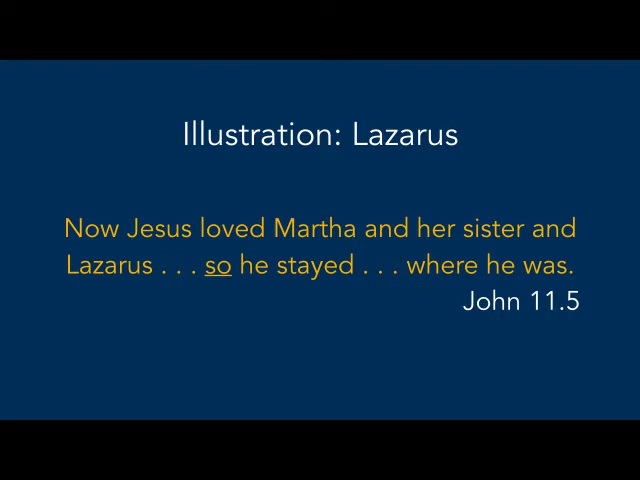 Illustration: Lazarus
Now Jesus loved Martha and her sister and
Lazarus . . . so he stayed . . . where he was.
John 11.5